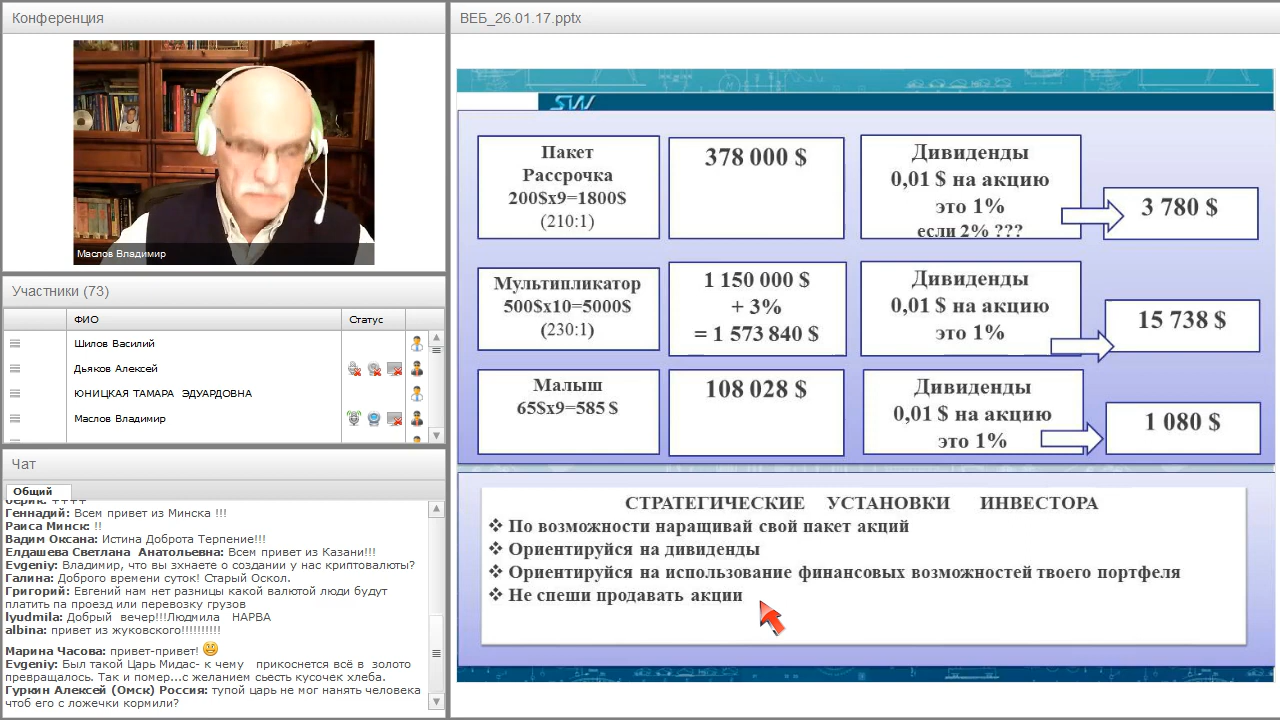 Конференция
Маслов Владимир
Участники (73)
ФИО
Статус
Шилов Василий
Дьяков Алексей
ЮНИЦКАЯ ТАМАРА ЭДУАРДОВНА
Маслов Владимир
Чат
Общий
Геннадий: Всем привет из Минска !!!
Раиса Минск: !!
Вадим Оксана: Истина Доброта Терпение!!!
Елдашева Светлана Анатольевна: Всем привет из Казани!!!
Evgeniy: Владимир, что вы зхнаете о создании у нас криптовалюты?
Галина: Доброго времени суток! Старый Оскол.
Григорий: Евгений нам нет разницы какой валютой люди будут
платить па проезд или перевозку грузов
lyudmila: Добрый вечер!!!Людмила НАРВА
albina: привет из жуковского!!!!!!!!!!
Марина Часова: привет-привет!
Evgeniy: Былтакой Царь Мидас- к чему прикоснется всё в золото
превращалось. Так и помер...с желанием сьесть кусочек хлеба.
Гуркин Алексей (Омск) Россия: тупой царь не мог нанять человека
чтоб его с ложечки кормили?
ВЕБ_26.01.17.pptx
SW
Пакет
Рассрочка
200$х9=1800$
(210:1)
378 000 $
Дивиденды
0,01 $ на акцию
это 1%
если 2% ???
3 780 $
Мультипликатор
500$х10=5000$
(230:1)
1 150 000 $
+ 3%
= 1 573 840 $
Дивиденды
0,01 $ на акцию
это 1%
15 738 $
Малыш
65$х9=585 $
108 028 $
Дивиденды
0,01 $ на акцию
это 1%
1 080 $
СТРАТЕГИЧЕСКИЕ УСТАНОВКИ ИНВЕСТОРА
❖ По возможности наращивай свой пакет акций
❖ Ориентируйся на дивиденды
❖ Ориентируйся на использование финансовых возможностей твоего портфеля
❖ Не спеши продавать акции